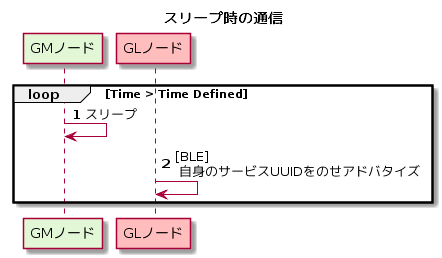 スリープ時の通信
GMノード GLノード
loop [Time > Time Defined]
1 スリープ
[BLE]
2 自身のサービスUUIDをのせアドバタイズ
GMノード GLノード